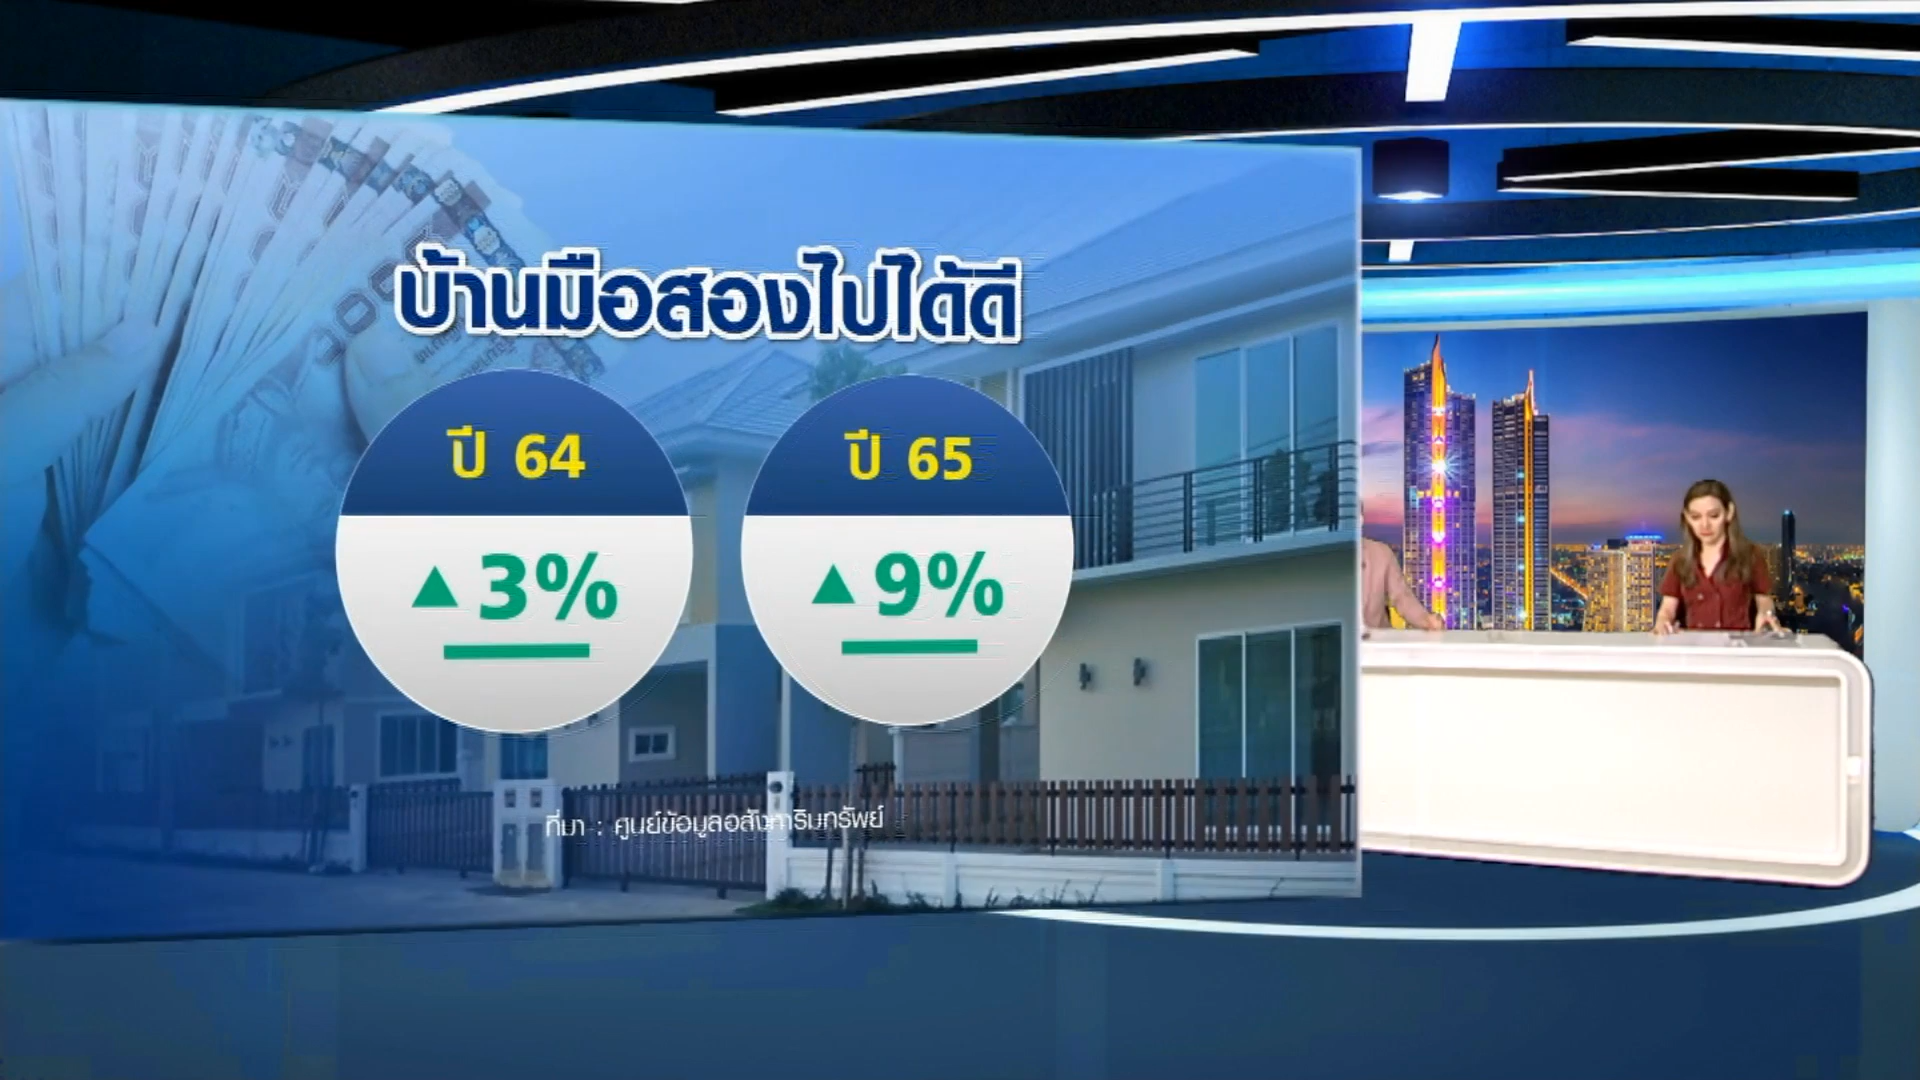 บ้านมือสองไปได้ดี
ปี 64
▲3%
ปี 65
▲9%
ที่มา : ศูนย์ข้อมูลอสังหาริมทรัพย์